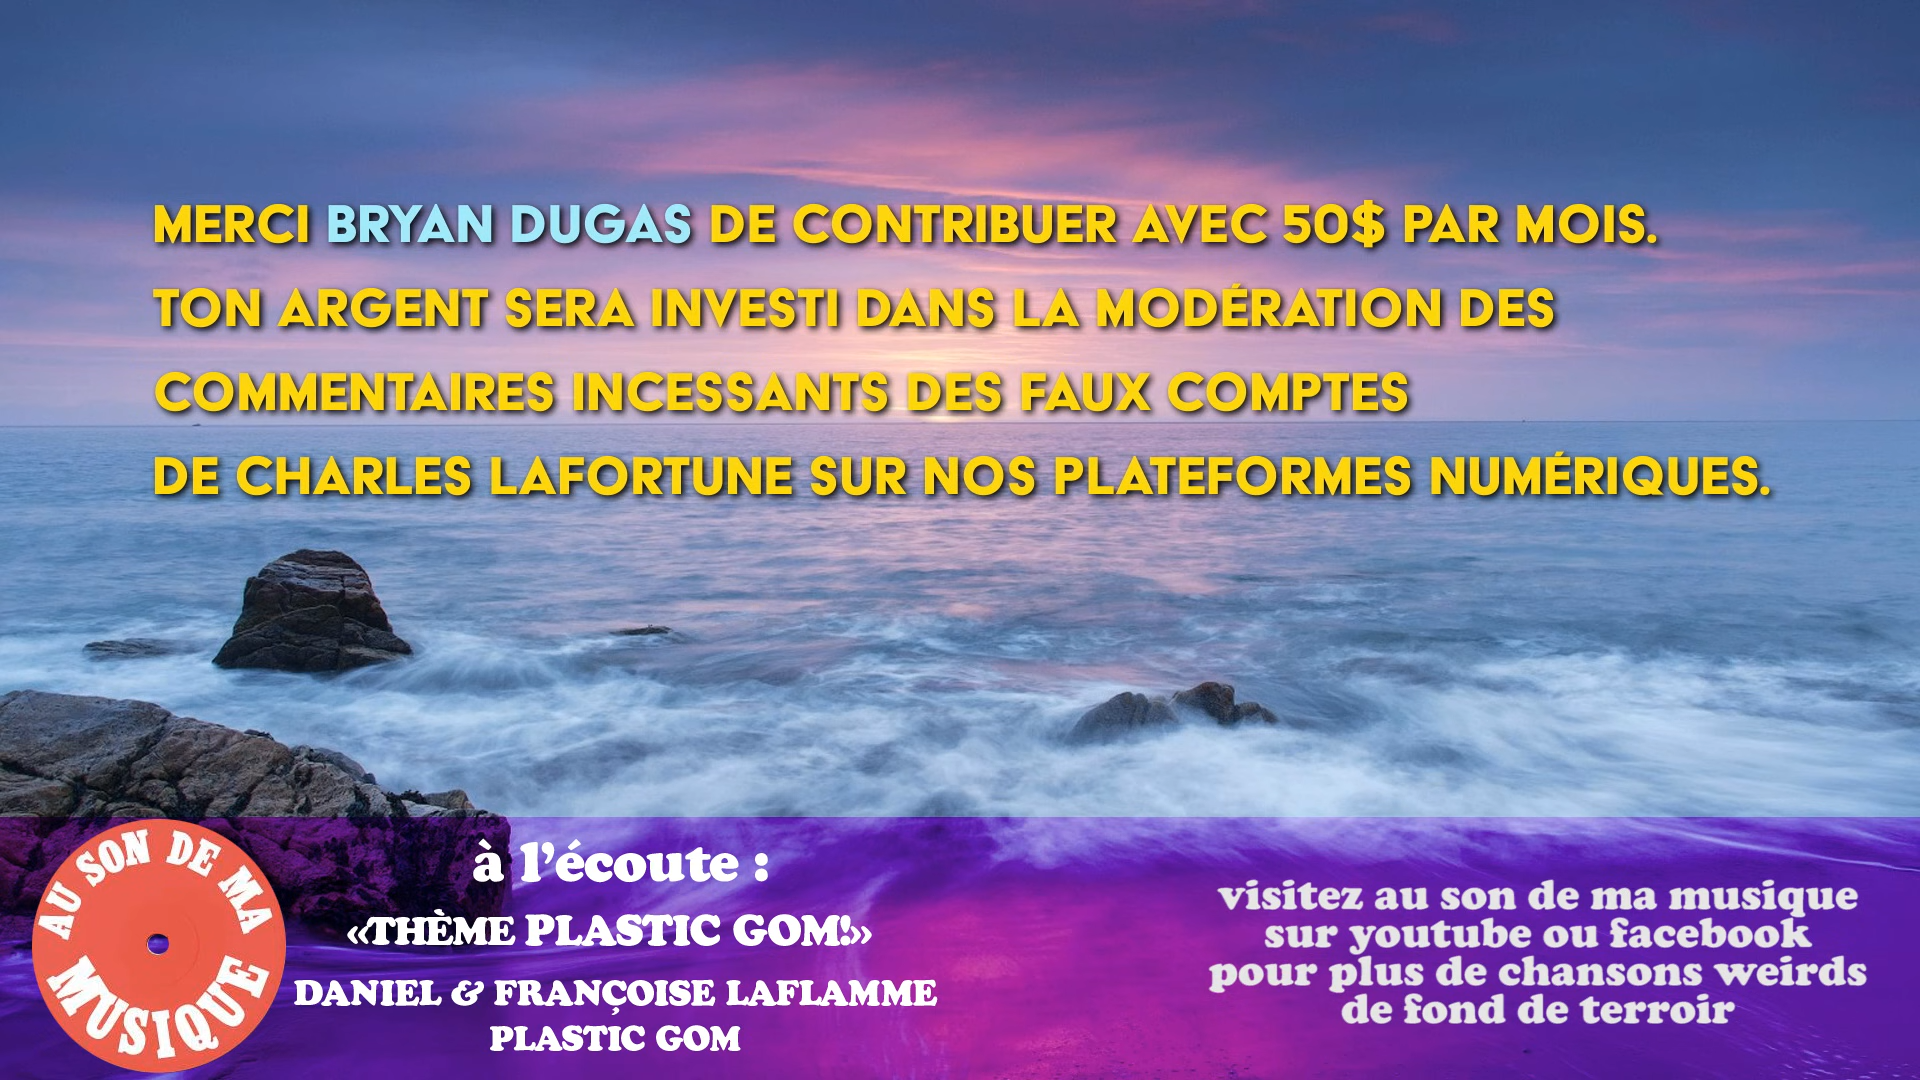 MERCI BRYAN DUGAS DE CONTRIBUER AVEC 50$ PAR MOIS.
TON ARGENT SERA INVESTI DANS LA MODÉRATION DES
COMMENTAIRES INCESSANTS DES FAUX COMPTES
DE CHARLES LAFORTUNE SUR NOS PLATEFORMES NUMÉRIQUES.
AU SON DE MA
MUSIQUE
à l'écoute :
«THÈME PLASTIC GOM!»
DANIEL & FRANÇOISE LAFLAMME
PLASTIC GOM
visitez au son de ma musique
sur youtube ou facebook
pour plus de chansons weirds
de fond de terroir